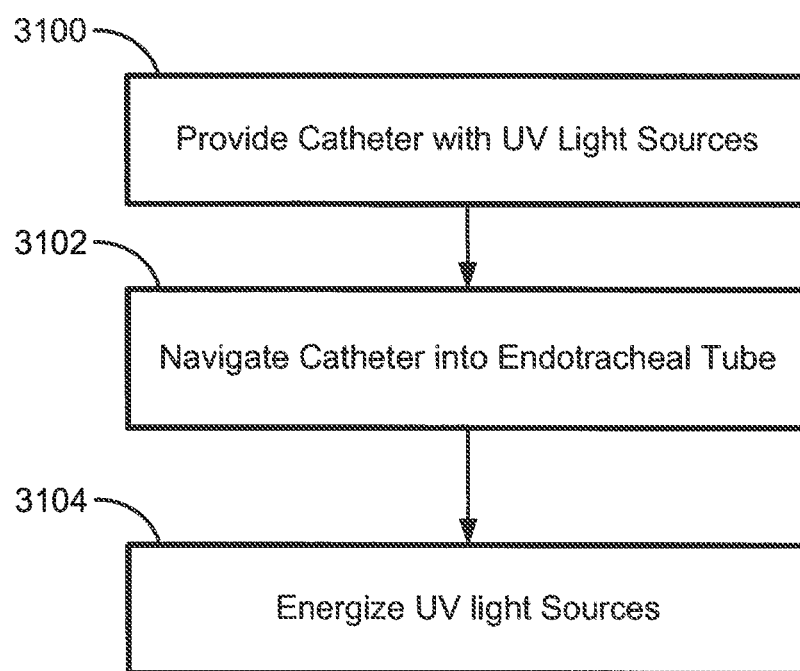 3100
Provide Catheter with UV Light Sources
3102
Navigate Catheter into Endotracheal Tube
3104
Energize UV light Sources